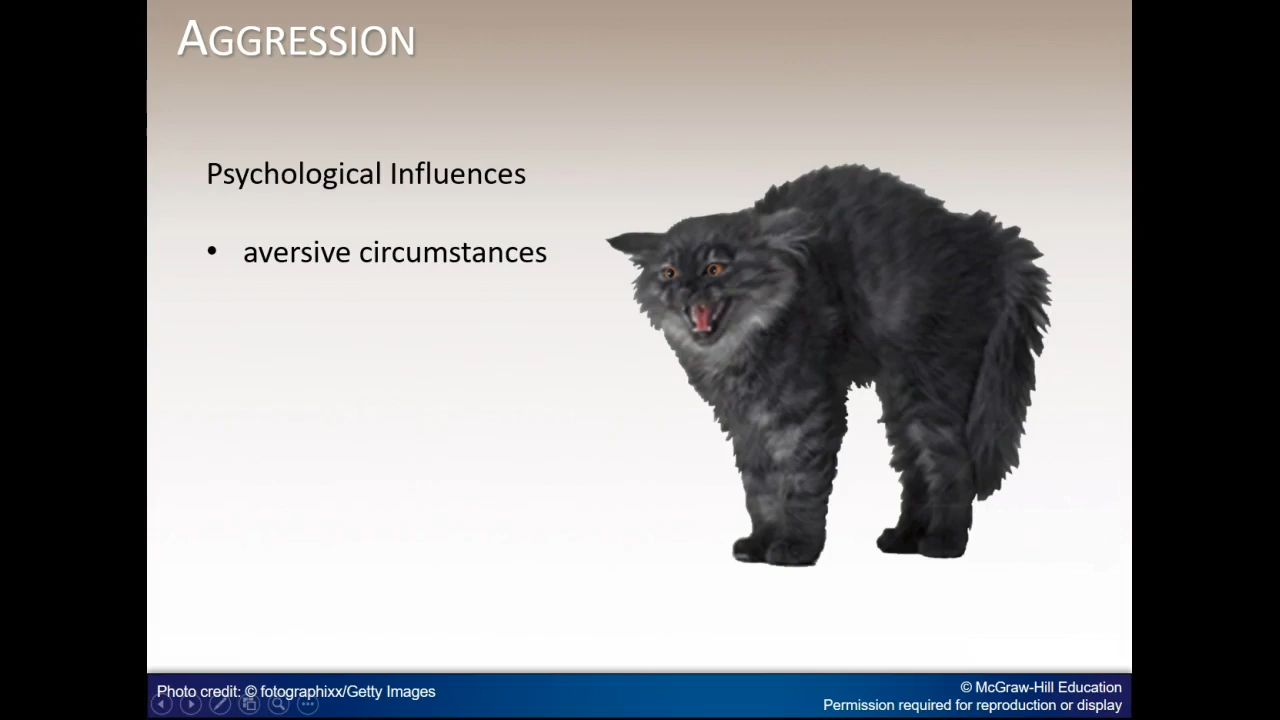 AGGRESSION
Psychological Influences
• aversive circumstances
Photo credit: © fotographixx/Getty Images
© McGraw-Hill Education
Permission required for reproduction or display